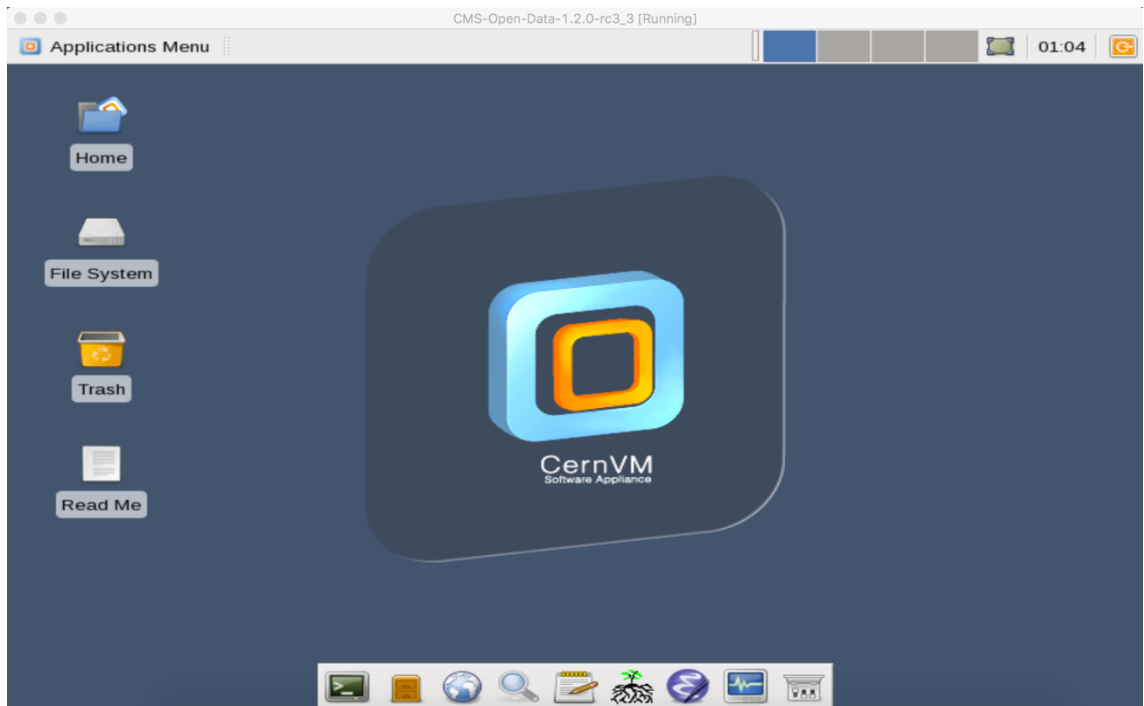 CMS-Open-Data-1.2.0-rc3_3 [Running]
Applications Menu
01:04
Home
File System
Trash
Read Me
CernVM
Software Appliance